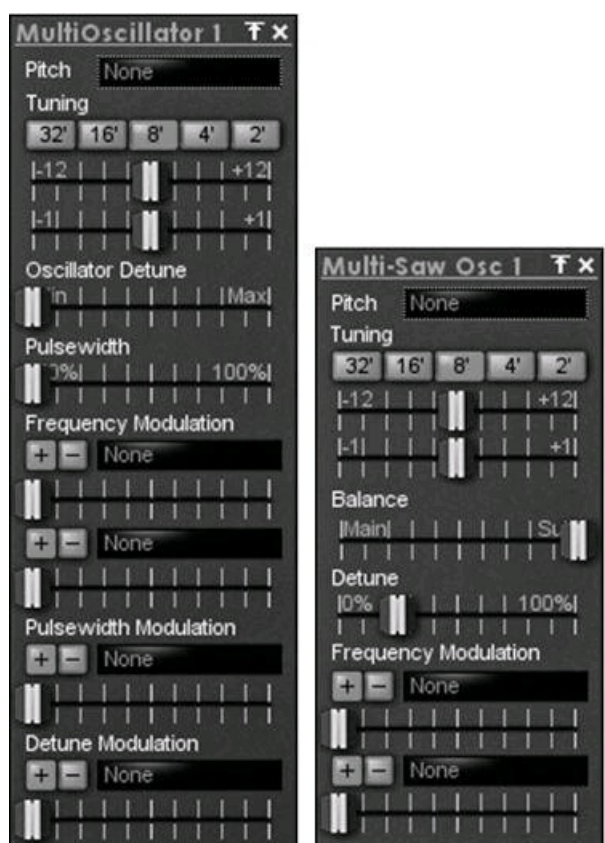 MultiOscillator 1
Pitch None
Tuning
32' 16' 8' 4' 2'
-12 +12
-1 +1
Oscillator Detune
Max
Pulsewidth
100%
Frequency Modulation
+ - None
+ - None
Pulsewidth Modulation
+ - None
Detune Modulation
+ - None
Multi-Saw Osc 1
Pitch None
Tuning
32' 16' 8' 4' 2'
-12 +12
-1 +1
Balance
Main
Detune
0% 100%
Frequency Modulation
+ - None
+ - None